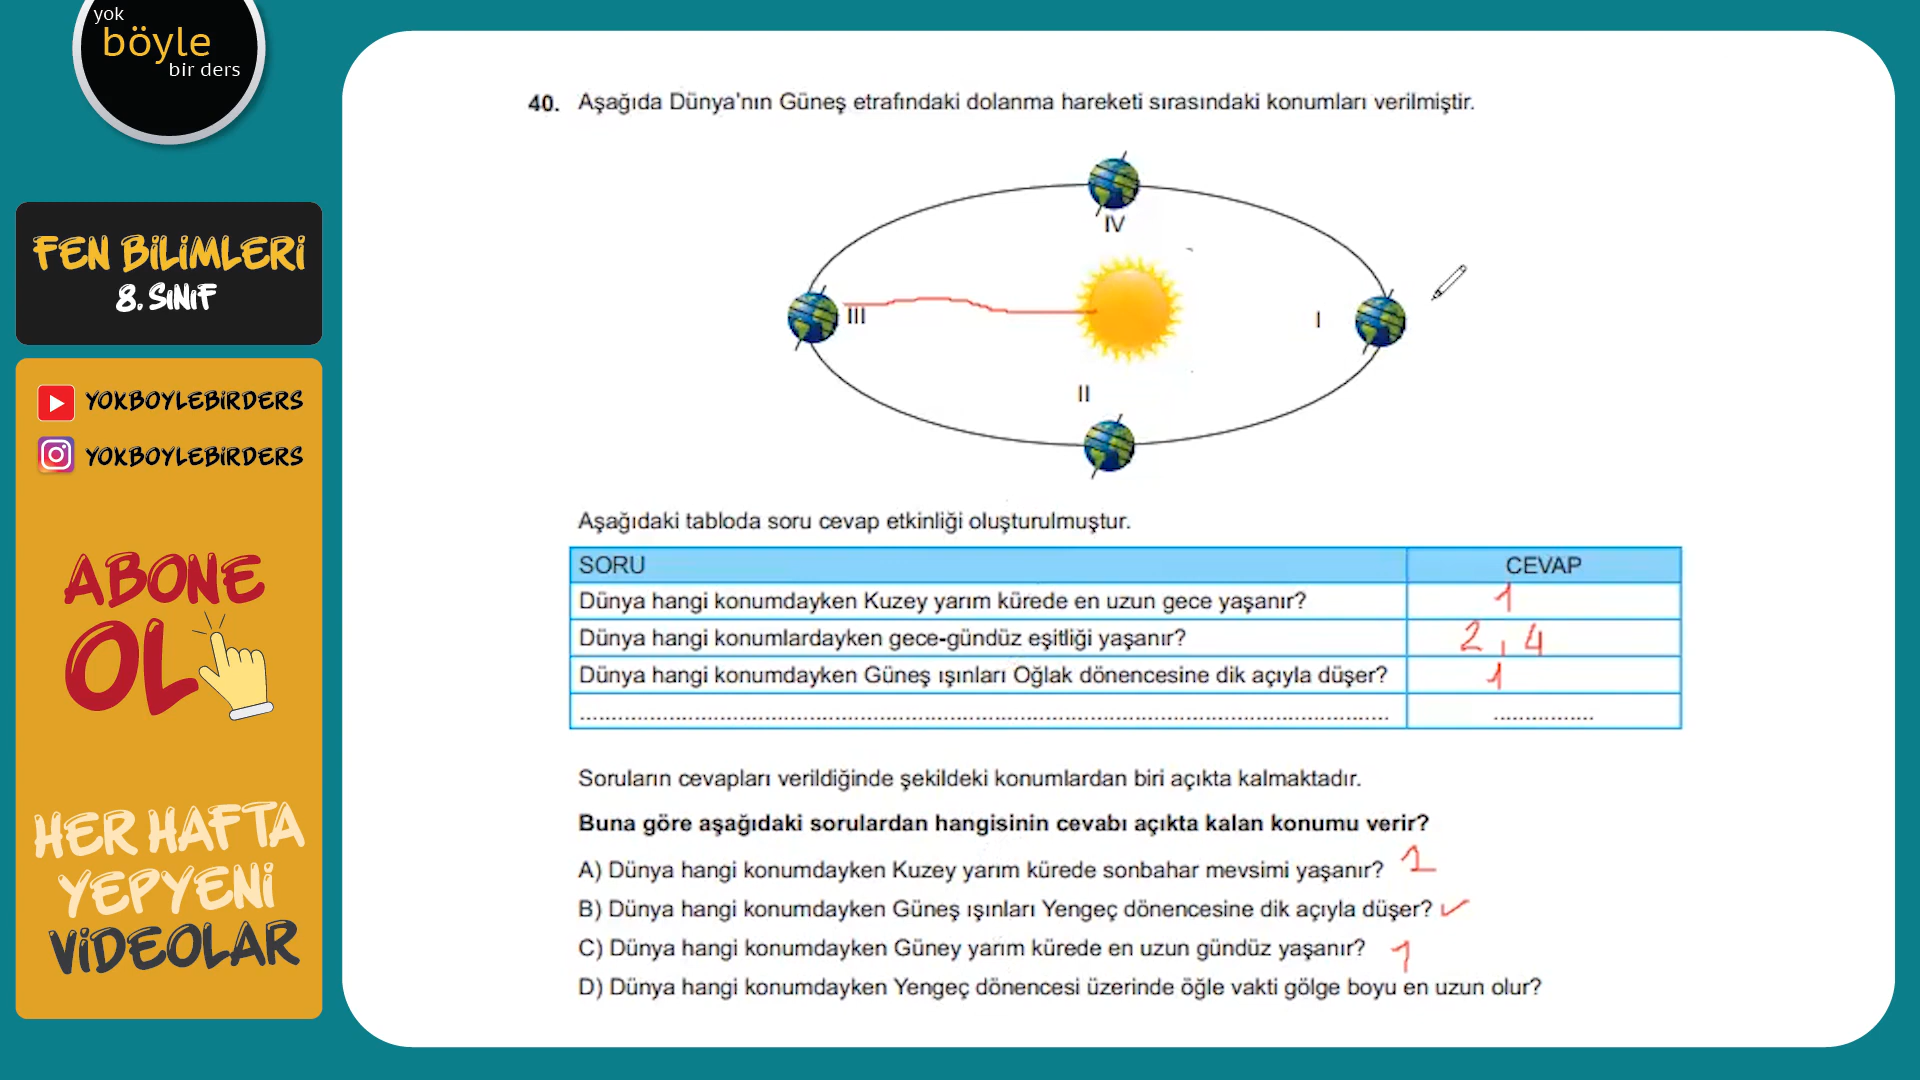 yok
böyle
bir ders
FEN BİLİMLERİ
8. SINIF
YOKBOYLEBİRDERS
YOKBOYLEBİRDERS
ABONE
OL
HER HAFTA
YEPYENİ
VİDEOLAR
40. Aşağıda Dünya'nın Güneş etrafındaki dolanma hareketi sırasındaki konumları verilmiştir.
IV
III
I
II
Aşağıdaki tabloda soru cevap etkinliği oluşturulmuştur.
SORU CEVAP
Dünya hangi konumdayken Kuzey yarım kürede en uzun gece yaşanır? 1
Dünya hangi konumlardayken gece-gündüz eşitliği yaşanır? 2, 4
Dünya hangi konumdayken Güneş ışınları Oğlak dönencesine dik açıyla düşer? 1
Soruların cevapları verildiğinde şekildeki konumlardan biri açıkta kalmaktadır.
Buna göre aşağıdaki sorulardan hangisinin cevabı açıkta kalan konumu verir?
A) Dünya hangi konumdayken Kuzey yarım kürede sonbahar mevsimi yaşanır?
B) Dünya hangi konumdayken Güneş ışınları Yengeç dönencesine dik açıyla düşer? ✓
C) Dünya hangi konumdayken Güney yarım kürede en uzun gündüz yaşanır? 1
D) Dünya hangi konumdayken Yengeç dönencesi üzerinde öğle vakti gölge boyu en uzun olur?